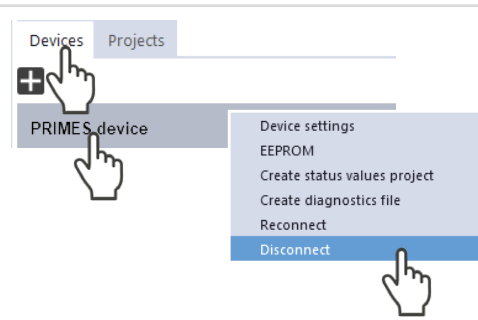 Devices Projects
PRIMES device
Device settings
EEPROM
Create status values project
Create diagnostics file
Reconnect
Disconnect